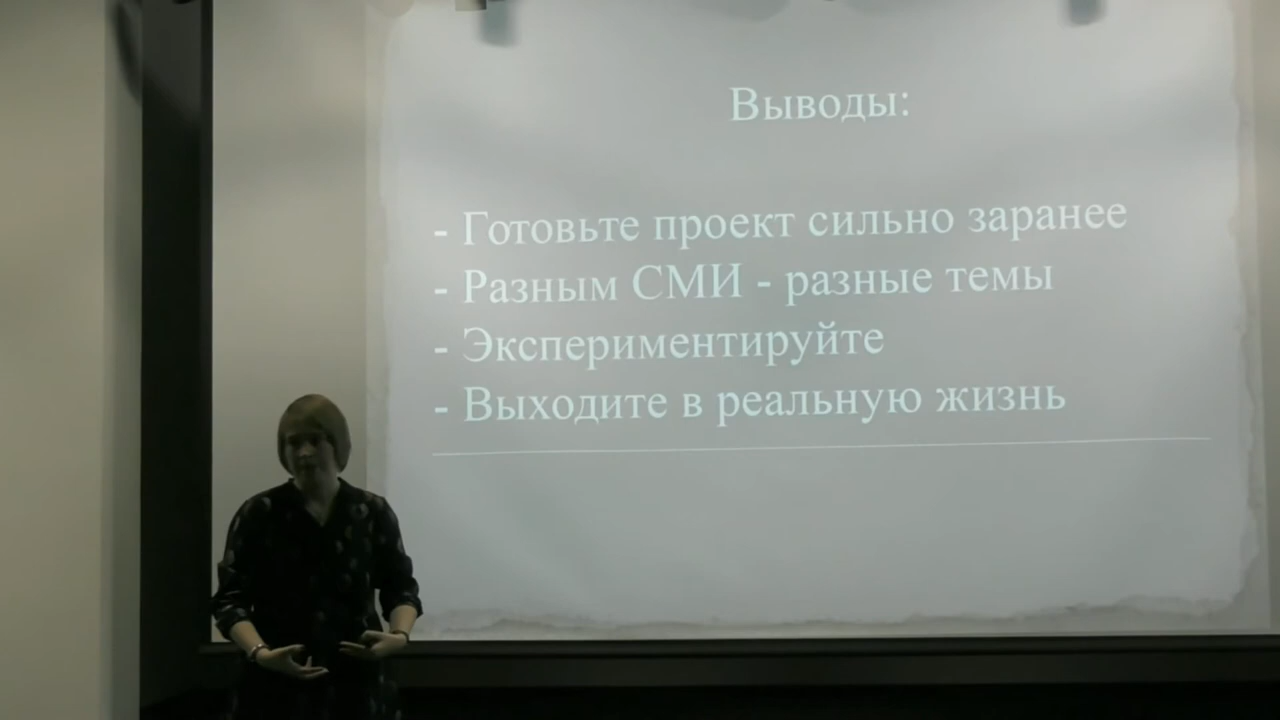 Выводы:
- Готовьте проект сильно заранее
- Разным СМИ - разные темы
- Экспериментируйте
- Выходите в реальную жизнь